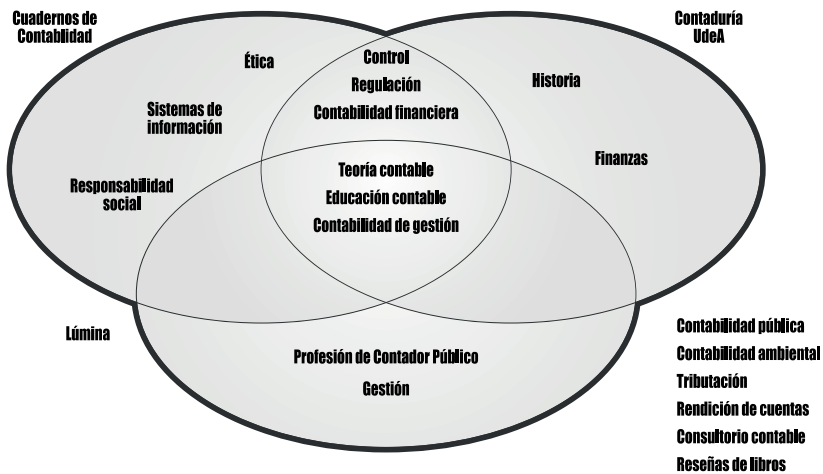 Cuadernos de
Contablidad
Contaduría
UdeA
Ética
Sistemas de
información
Responsabilidad
social
Control
Regulación
Contabilidad financiera
Historia
Finanzas
Teoría contable
Educación contable
Contabilidad de gestión
Lúmina
Profesión de Contador Público
Gestión
Contabilidad pública
Contabilidad ambiental
Tributación
Rendición de cuentas
Consultorio contable
Reseñas de libros